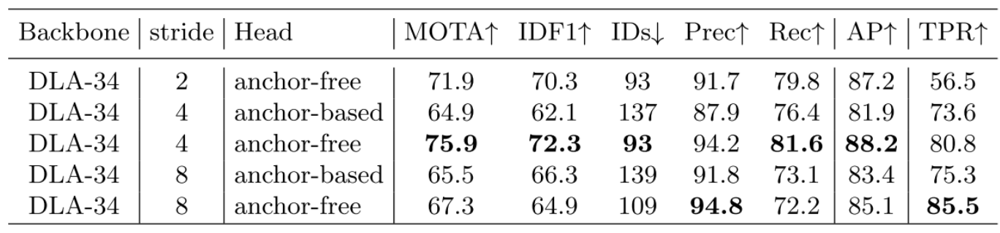 Backbone stride Head MOTA↑ IDF1↑ IDs↓ Prec↑ Rec↑ AP↑ TPR↑
DLA-34 2 anchor-free 71.9 70.3 93 91.7 79.8 87.2 56.5
DLA-34 4 anchor-based 64.9 62.1 137 87.9 76.4 81.9 73.6
DLA-34 4 anchor-free 75.9 72.3 93 94.2 81.6 88.2 80.8
DLA-34 8 anchor-based 65.5 66.3 139 91.8 73.1 83.4 75.3
DLA-34 8 anchor-free 67.3 64.9 109 94.8 72.2 85.1 85.5